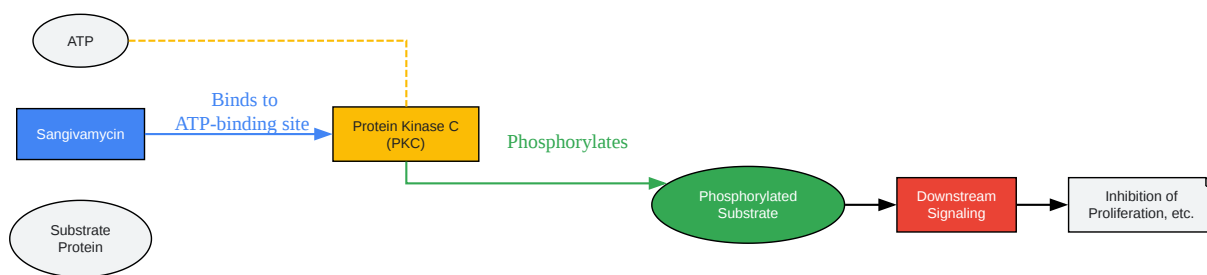 ATP
Binds to
ATP-binding site
Sangivamycin
Protein Kinase C
(PKC)
Phosphorylates
Phosphorylated
Substrate
Downstream
Signaling
Inhibition of
Proliferation, etc.
Substrate
Protein